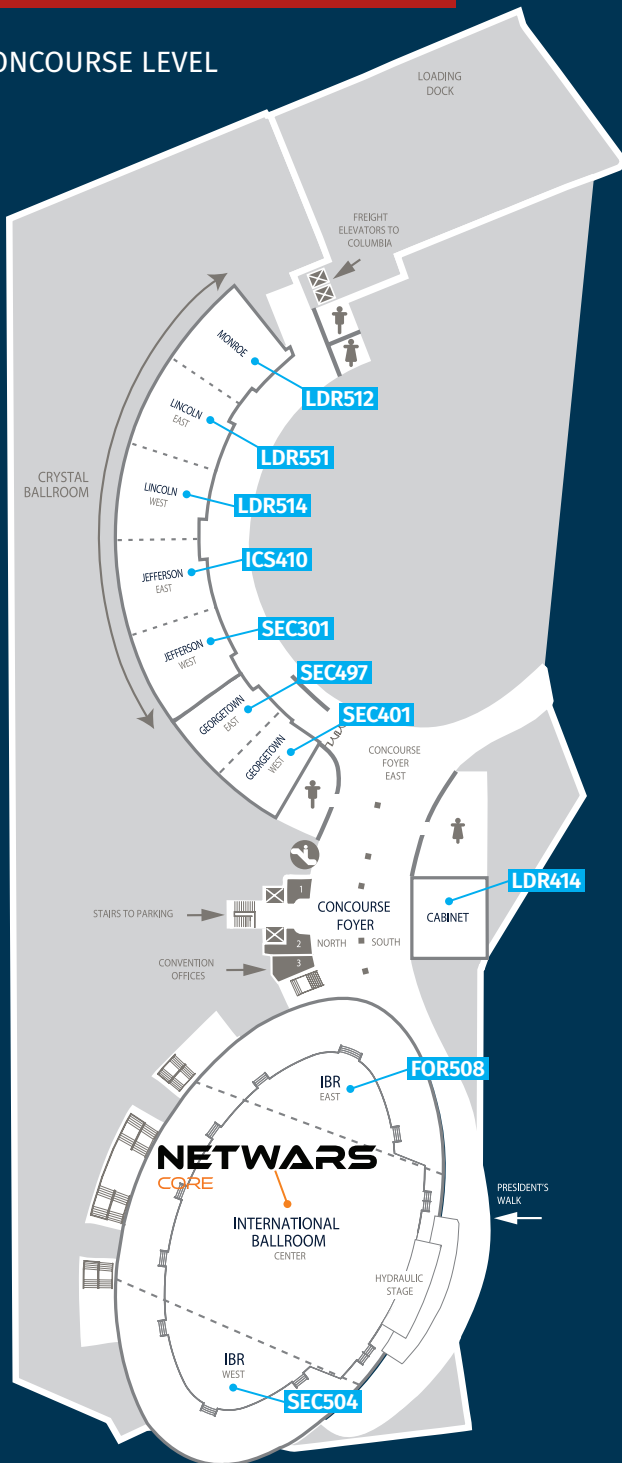 ONCOURSE LEVEL
LOADING
DOCK
FREIGHT
ELEVATORS TO
COLUMBIA
MONROE
LDR512
LINCOLN
EAST
LDR551
CRYSTAL
BALLROOM
LINCOLN
WEST
LDR514
JEFFERSON
EAST
ICS410
JEFFERSON
WEST
SEC301
GEORGETOWN
EAST
SEC497
GEORGETOWN
WEST
SEC401
CONCOURSE
FOYER
EAST
1
LDR414
STAIRS TO PARKING
CONCOURSE
FOYER
NORTH
SOUTH
CABINET
2
CONVENTION
OFFICES
3
IBR
EAST
FOR508
NETWARS
CORE
PRESIDENT'S
WALK
INTERNATIONAL
BALLROOM
CENTER
HYDRAULIC
STAGE
IBR
WEST
SEC504